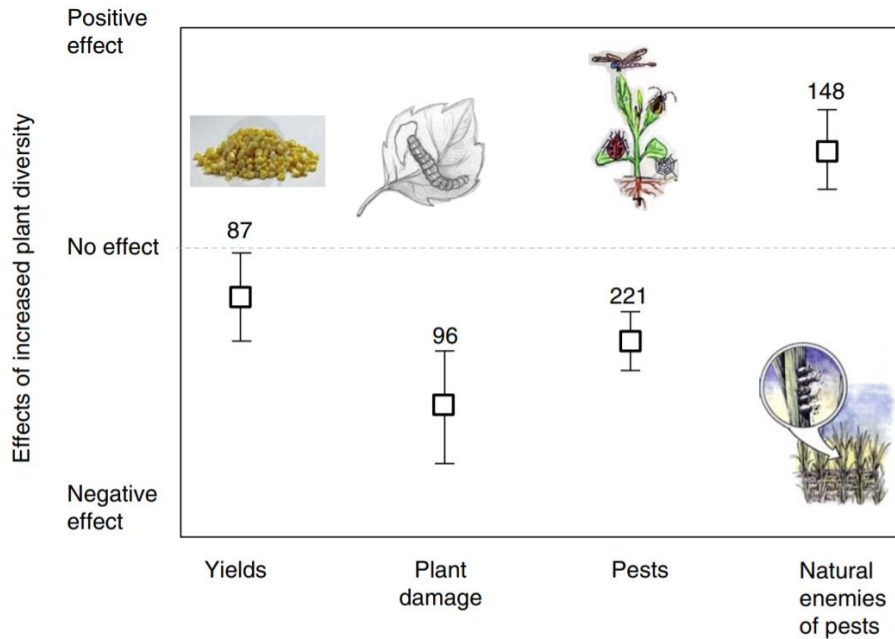 Positive
effect
148
87
No effect
221
96
Negative
effect
Effects of increased plant diversity
Yields
Plant
damage
Pests
Natural
enemies
of pests